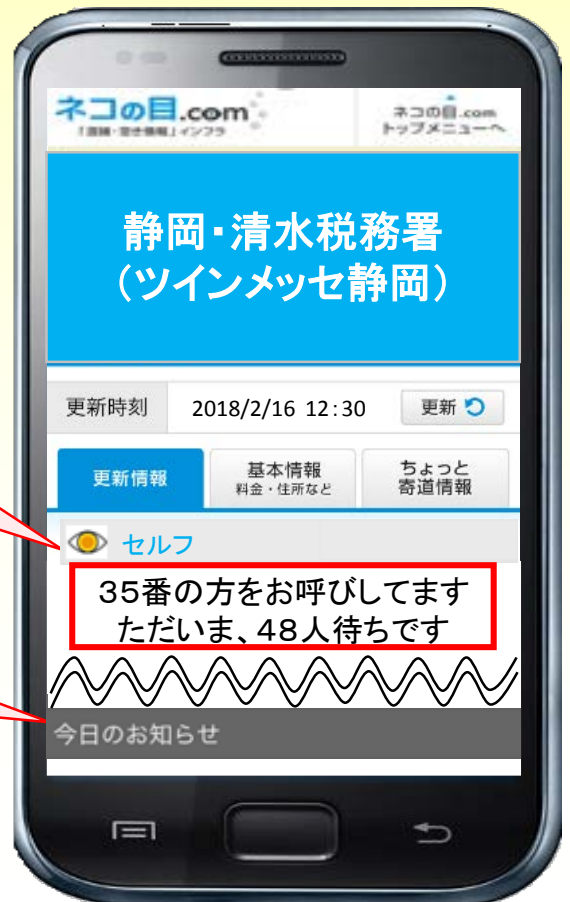 ネコの目.com
「混雑・空き情報」インフラ
ネコの目.com
トップメニューへ
静岡・清水税務署
（ツインメッセ静岡）
更新時刻 2018/2/16 12:30 更新
更新情報
基本情報
料金・住所など
ちょっと
寄道情報
セルフ
３５番の方をお呼びしてます
ただいま、４８人待ちです
今日のお知らせ